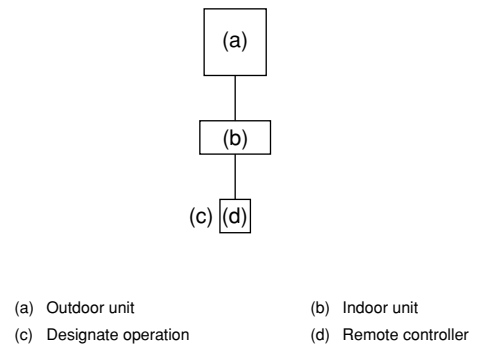 (a)
(b)
(c) (d)
(a) Outdoor unit (b) Indoor unit
(c) Designate operation (d) Remote controller